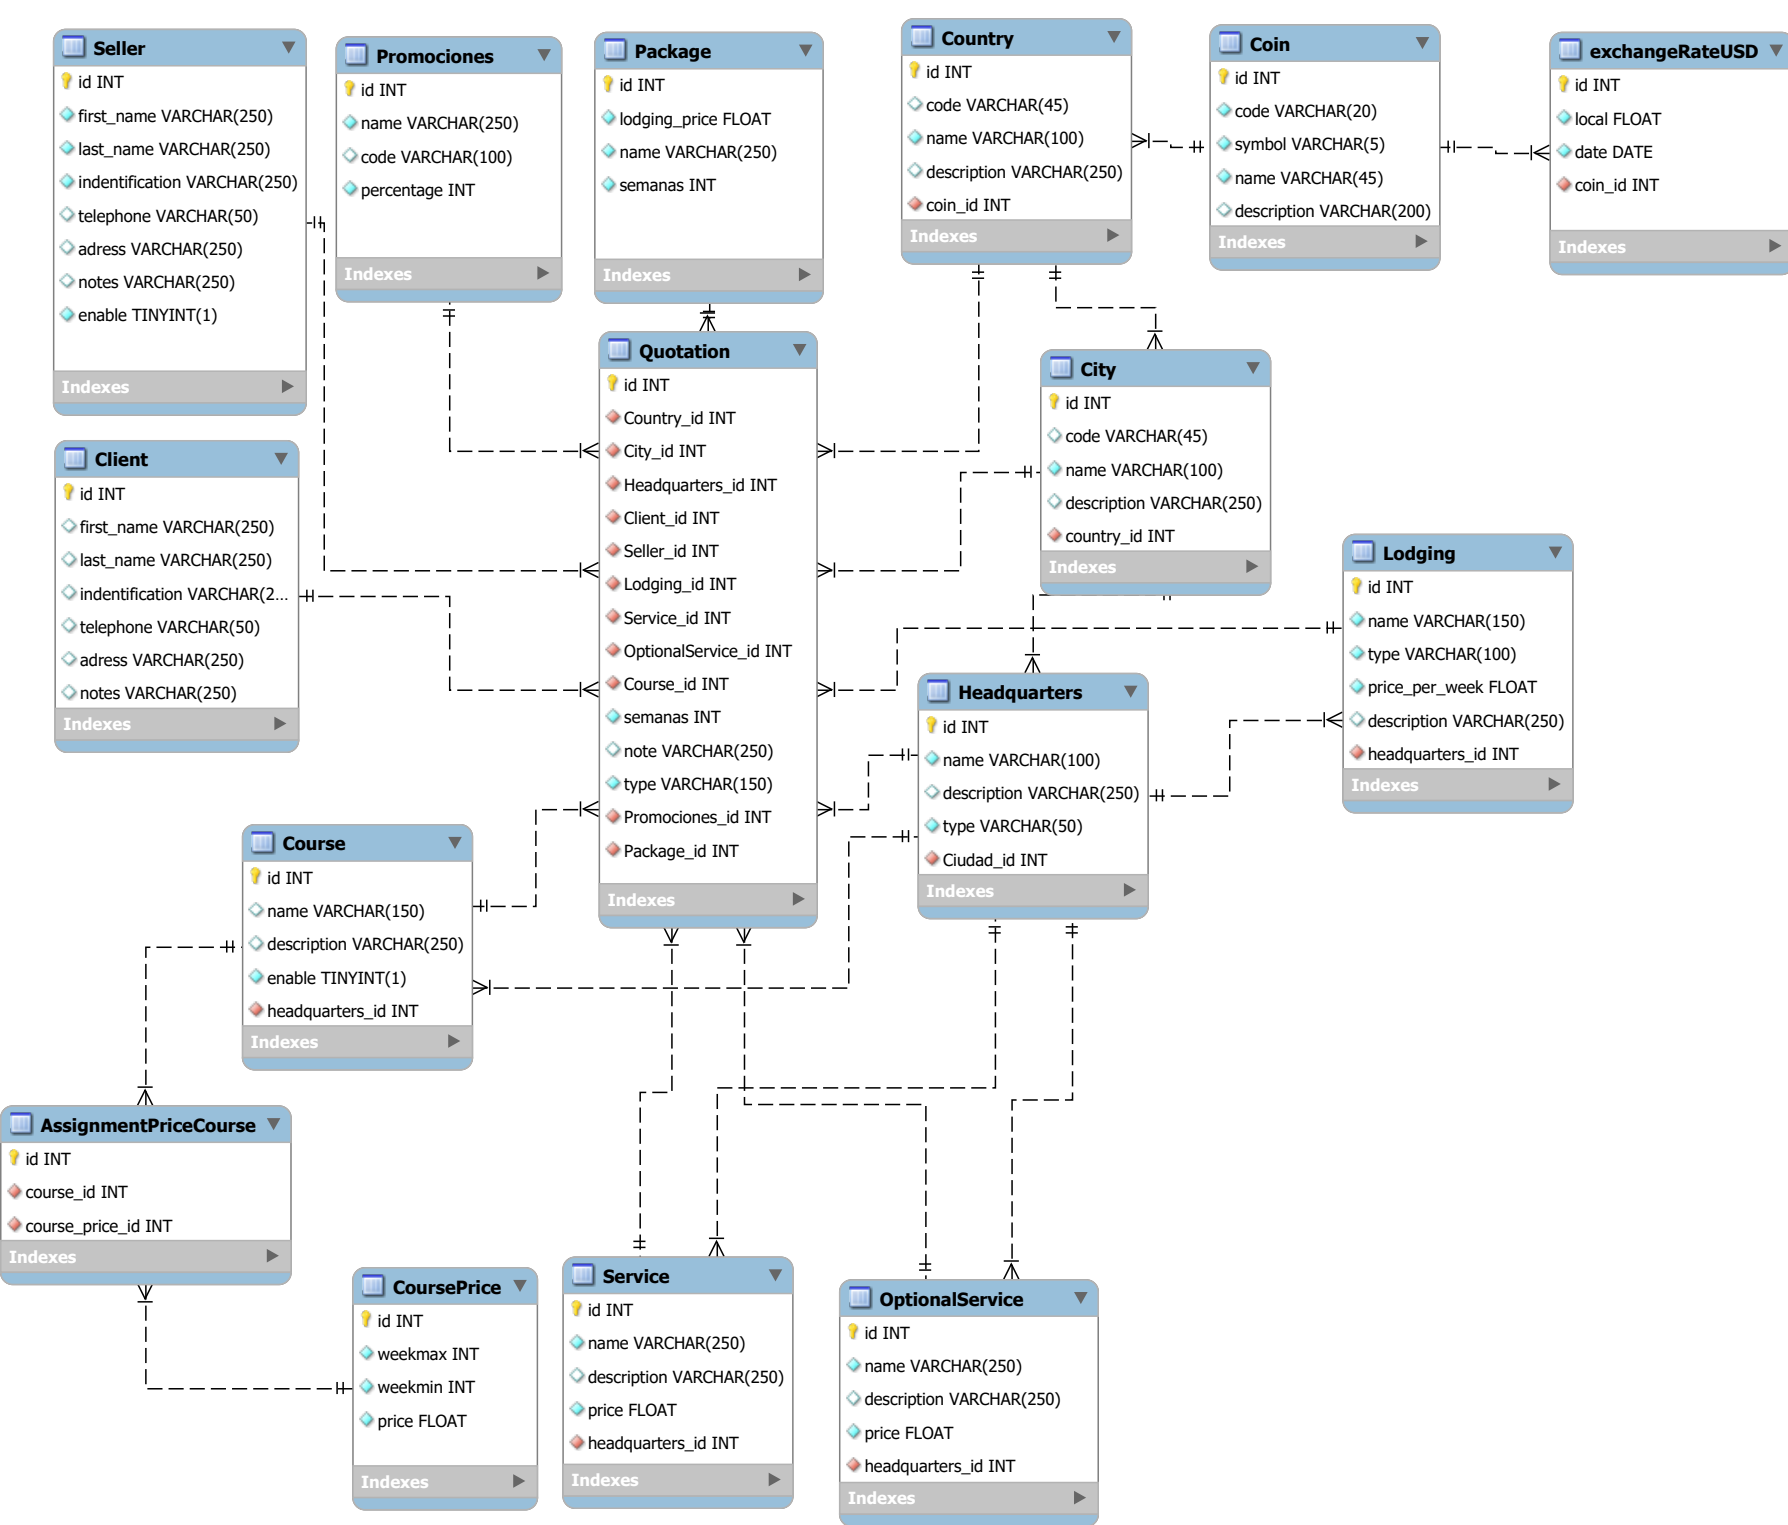 Seller
id INT
first_name VARCHAR(250)
last_name VARCHAR(250)
indentification VARCHAR(250)
telephone VARCHAR(50)
adress VARCHAR(250)
notes VARCHAR(250)
enable TINYINT(1)
Indexes
Promociones
id INT
name VARCHAR(250)
code VARCHAR(100)
percentage INT
Indexes
Package
id INT
lodging_price FLOAT
name VARCHAR(250)
semanas INT
Indexes
Country
id INT
code VARCHAR(45)
name VARCHAR(100)
description VARCHAR(250)
coin_id INT
Indexes
Coin
id INT
code VARCHAR(20)
symbol VARCHAR(5)
name VARCHAR(45)
description VARCHAR(200)
Indexes
exchangeRateUSD
id INT
local FLOAT
date DATE
coin_id INT
Indexes
Client
id INT
first_name VARCHAR(250)
last_name VARCHAR(250)
indentification VARCHAR(2...
telephone VARCHAR(50)
adress VARCHAR(250)
notes VARCHAR(250)
Indexes
Quotation
id INT
Country_id INT
City_id INT
Headquarters_id INT
Client_id INT
Seller_id INT
Lodging_id INT
Service_id INT
OptionalService_id INT
Course_id INT
semanas INT
note VARCHAR(250)
type VARCHAR(150)
Promociones_id INT
Package_id INT
Indexes
City
id INT
code VARCHAR(45)
name VARCHAR(100)
description VARCHAR(250)
country_id INT
Indexes
Lodging
id INT
name VARCHAR(150)
type VARCHAR(100)
price_per_week FLOAT
description VARCHAR(250)
headquarters_id INT
Indexes
Headquarters
id INT
name VARCHAR(100)
description VARCHAR(250)
type VARCHAR(50)
Ciudad_id INT
Indexes
Course
id INT
name VARCHAR(150)
description VARCHAR(250)
enable TINYINT(1)
headquarters_id INT
Indexes
AssignmentPriceCourse
id INT
course_id INT
course_price_id INT
Indexes
CoursePrice
id INT
weekmax INT
weekmin INT
price FLOAT
Indexes
Service
id INT
name VARCHAR(250)
description VARCHAR(250)
price FLOAT
headquarters_id INT
Indexes
OptionalService
id INT
name VARCHAR(250)
description VARCHAR(250)
price FLOAT
headquarters_id INT
Indexes